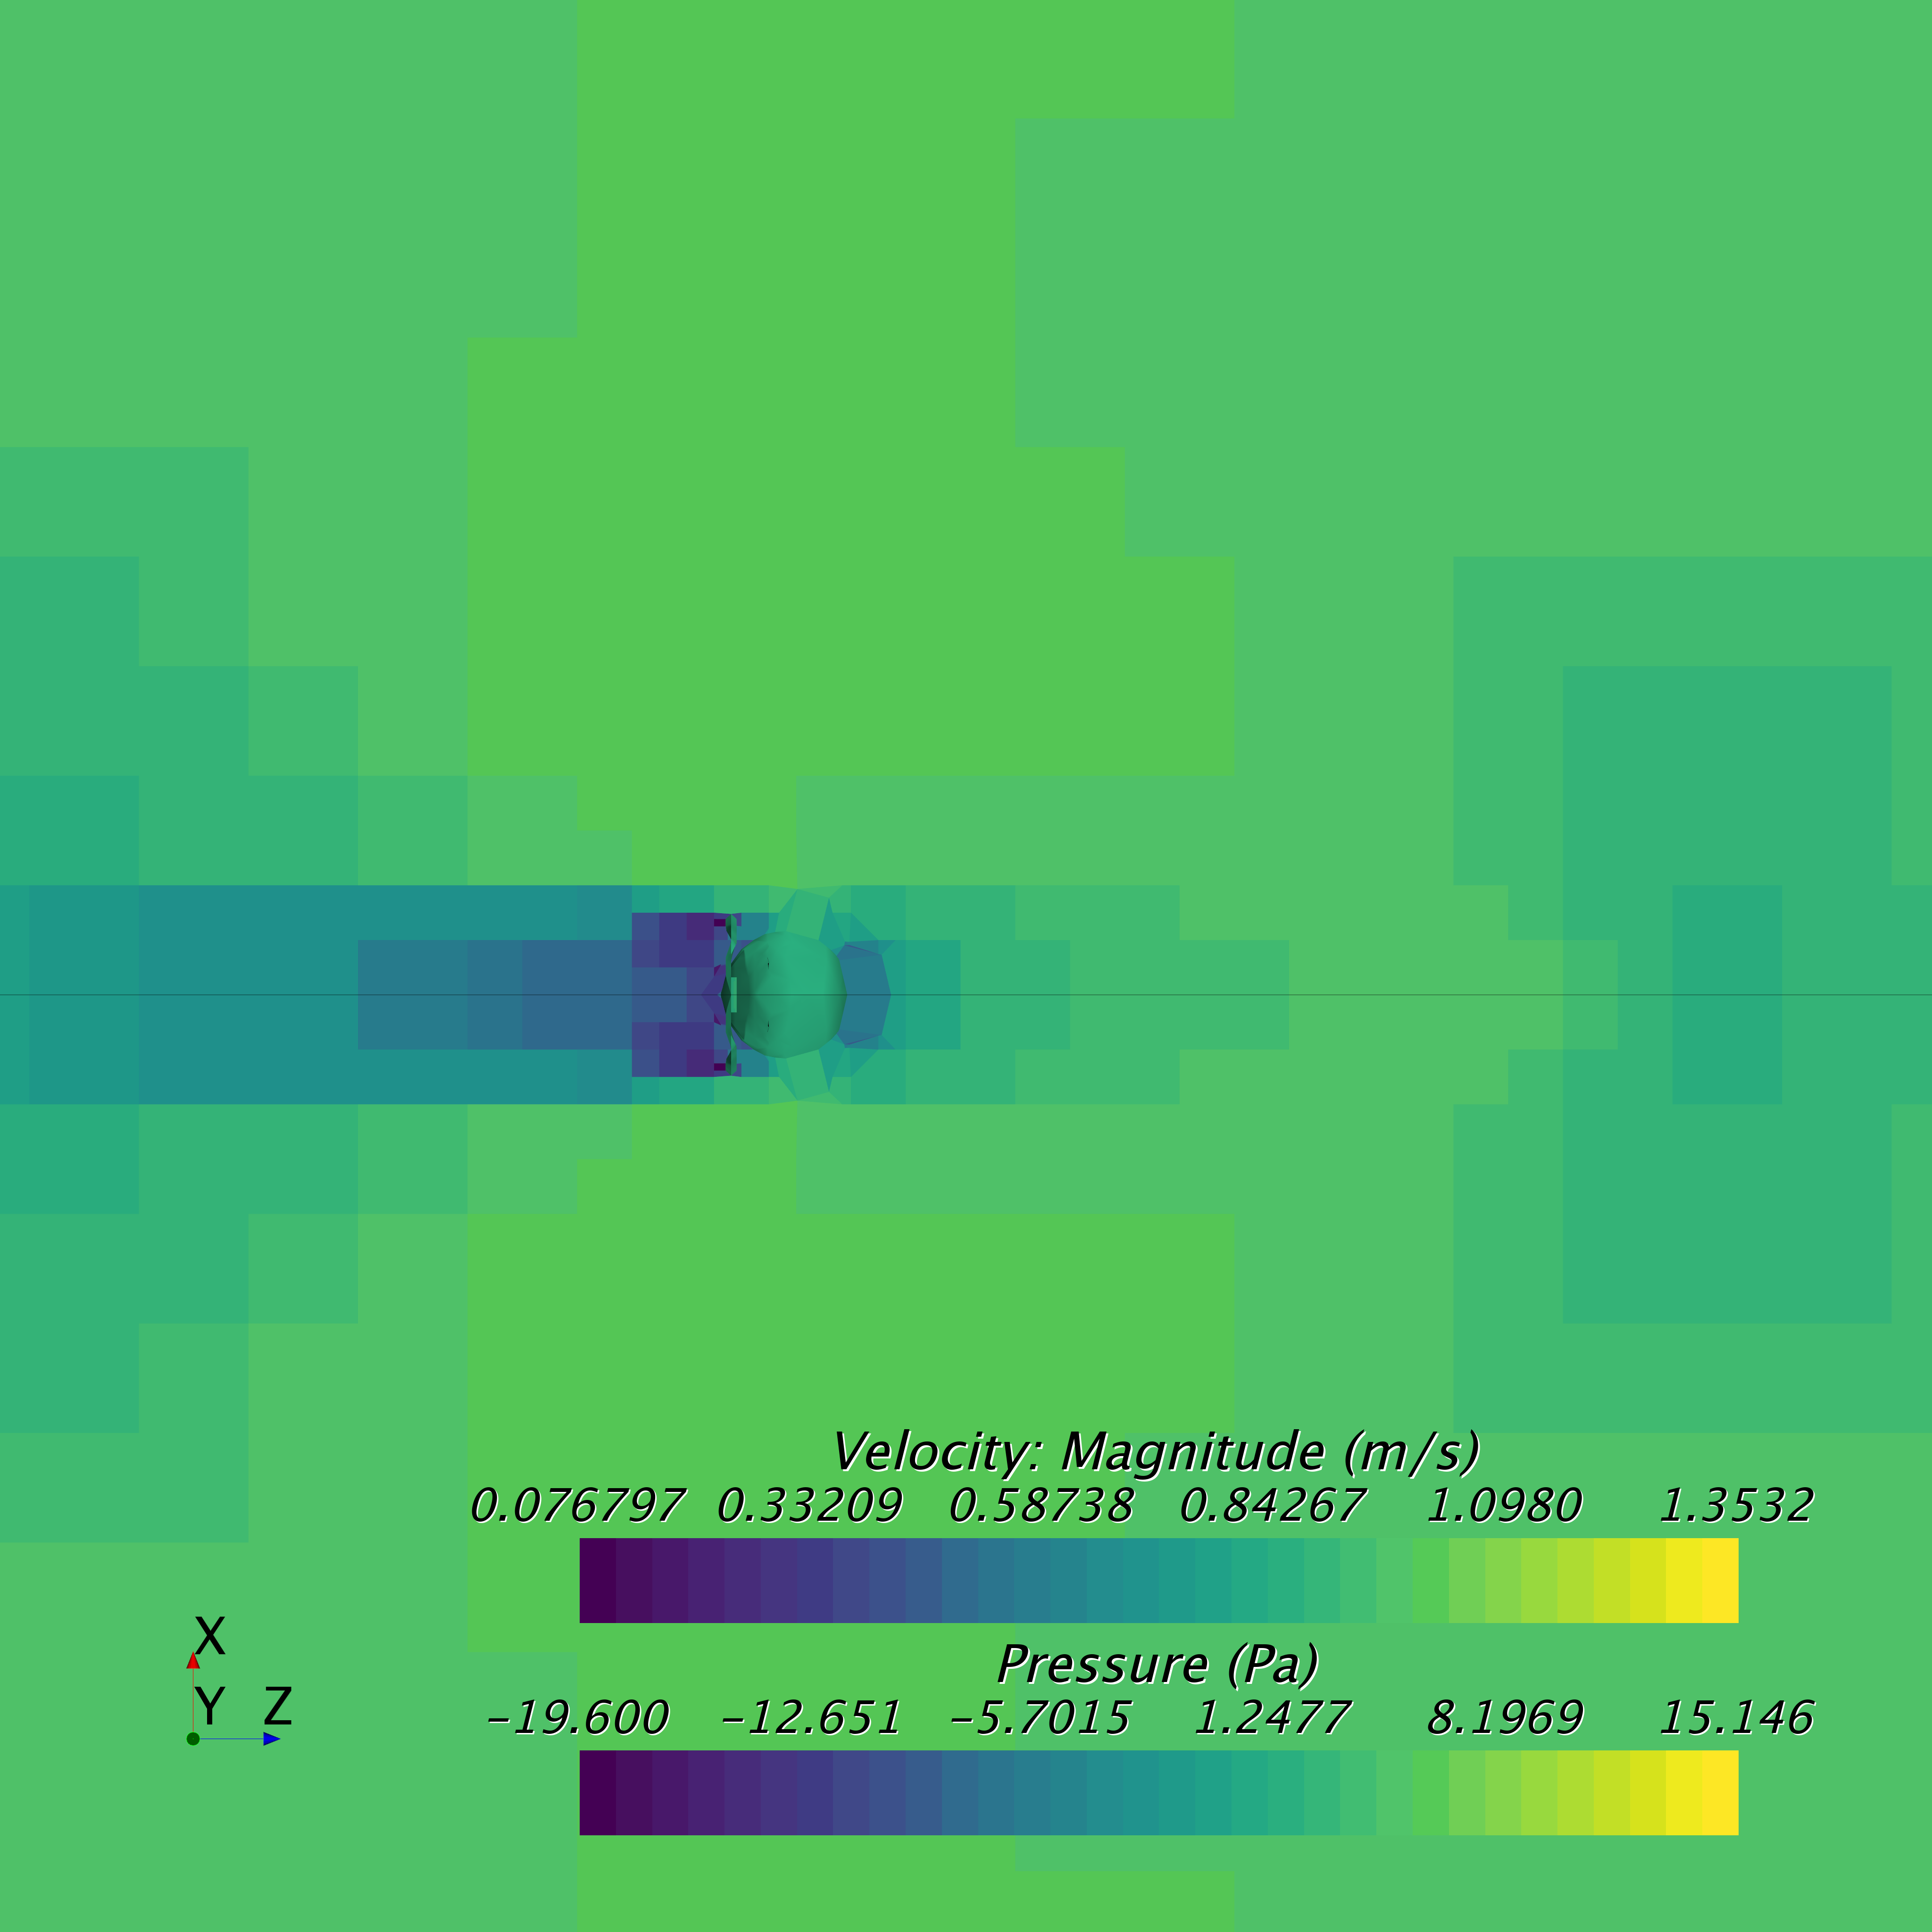 Velocity: Magnitude (m/s)
0.076797 0.33209 0.58738 0.84267 1.0980 1.3532
Pressure (Pa)
-19.600 -12.651 -5.7015 1.2477 8.1969 15.146
X
Y Z